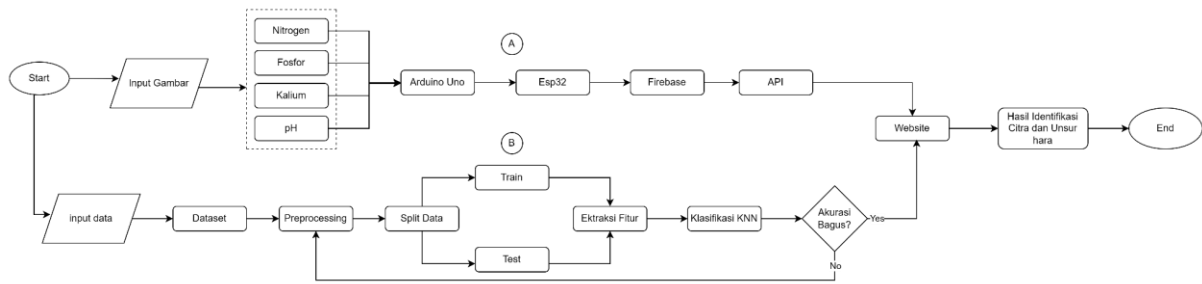 Start
Input Gambar
Nitrogen
Fosfor
Kalium
pH
A
Arduino Uno
Esp32
Firebase
API
Website
Hasil Identifikasi
Citra dan Unsur
hara
End
B
input data
Dataset
Preprocessing
Split Data
Train
Test
Ektraksi Fitur
Klasifikasi KNN
Akurasi
Bagus?
Yes
No